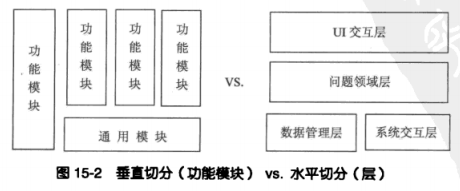 功能模块
功能模块
功能模块
功能模块
通用模块
VS.
UI 交互层
问题领域层
数据管理层
系统交互层
图 15-2 垂直切分（功能模块） vs. 水平切分（层）